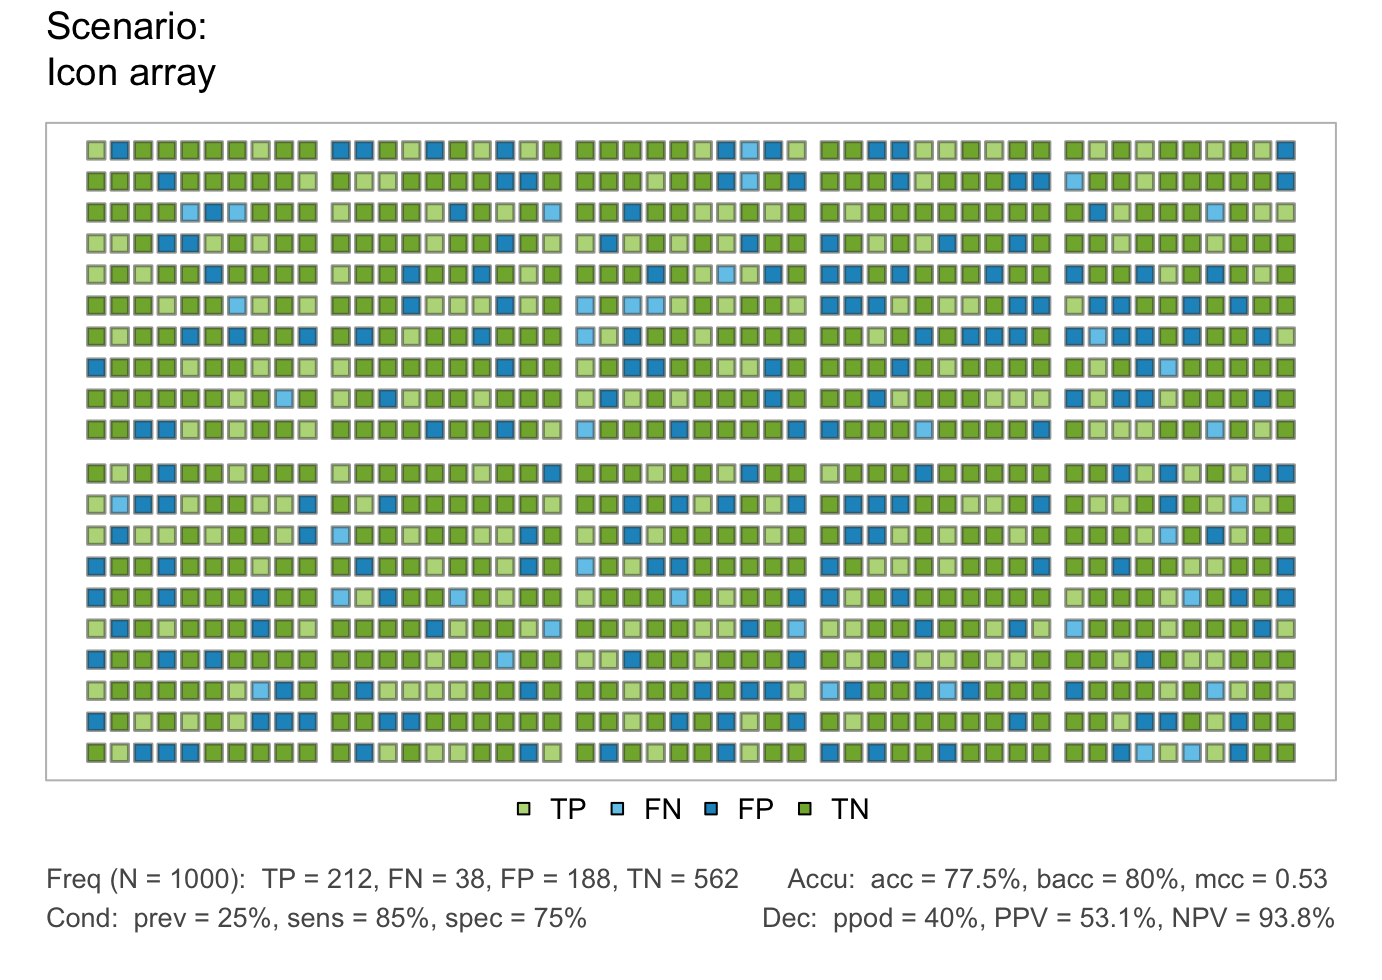 Scenario:
Icon array
TP FN FP TN
Freq (N = 1000):  TP = 212, FN = 38, FP = 188, TN = 562 Accu:  acc = 77.5%, bacc = 80%, mcc = 0.53
Cond:  prev = 25%, sens = 85%, spec = 75% Dec:  ppod = 40%, PPV = 53.1%, NPV = 93.8%